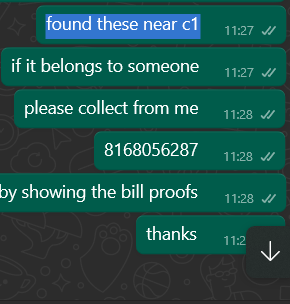 found these near c1
11:27
if it belongs to someone
11:27
please collect from me
11:28
8168056287
11:28
by showing the bill proofs
11:28
thanks